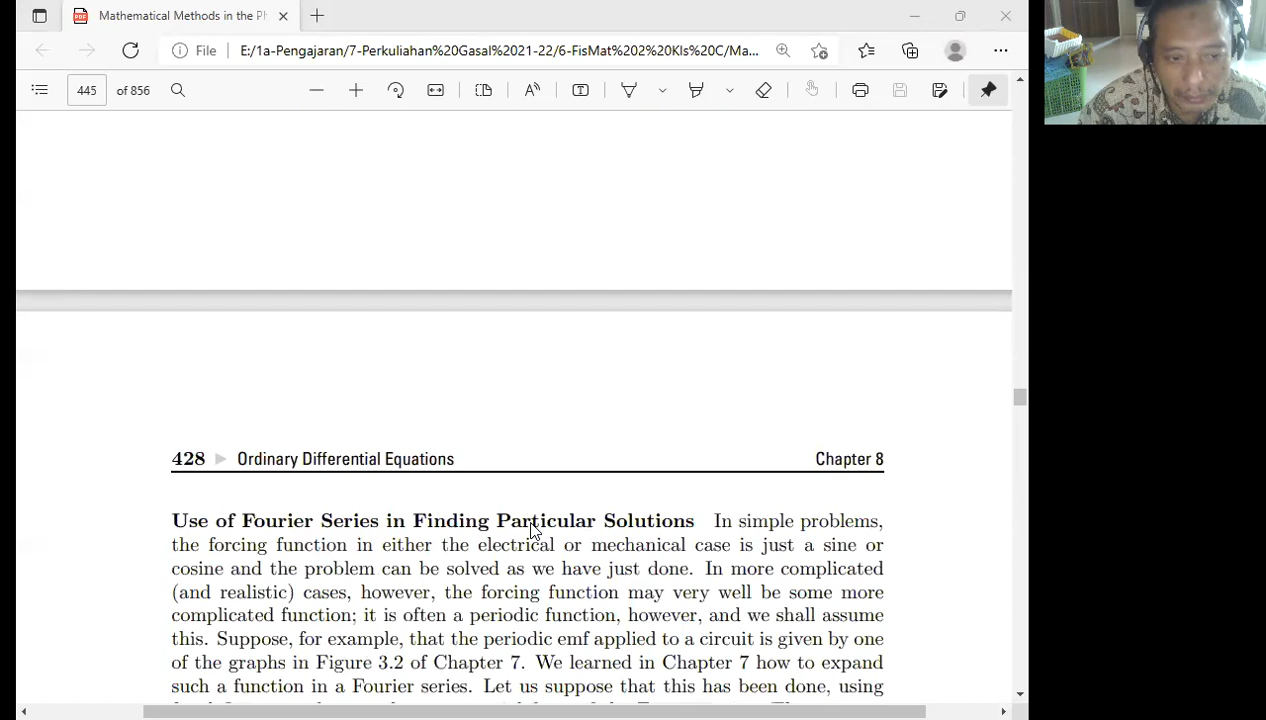 Mathematical Methods in the P
File
E:/1a-Pengajaran/7-Perkuliahan%20Gasal%202021-22/6-FisMat%202%20Kls%20C/Ma...
445 of 856
428 Ordinary Differential Equations Chapter 8
Use of Fourier Series in Finding Particular Solutions In simple problems,
the forcing function in either the electrical or mechanical case is just a sine or
cosine and the problem can be solved as we have just done. In more complicated
(and realistic) cases, however, the forcing function may very well be some more
complicated function; it is often a periodic function, however, and we shall assume
this. Suppose, for example, that the periodic emf applied to a circuit is given by one
of the graphs in Figure 3.2 of Chapter 7. We learned in Chapter 7 how to expand
such a function in a Fourier series. Let us suppose that this has been done, using